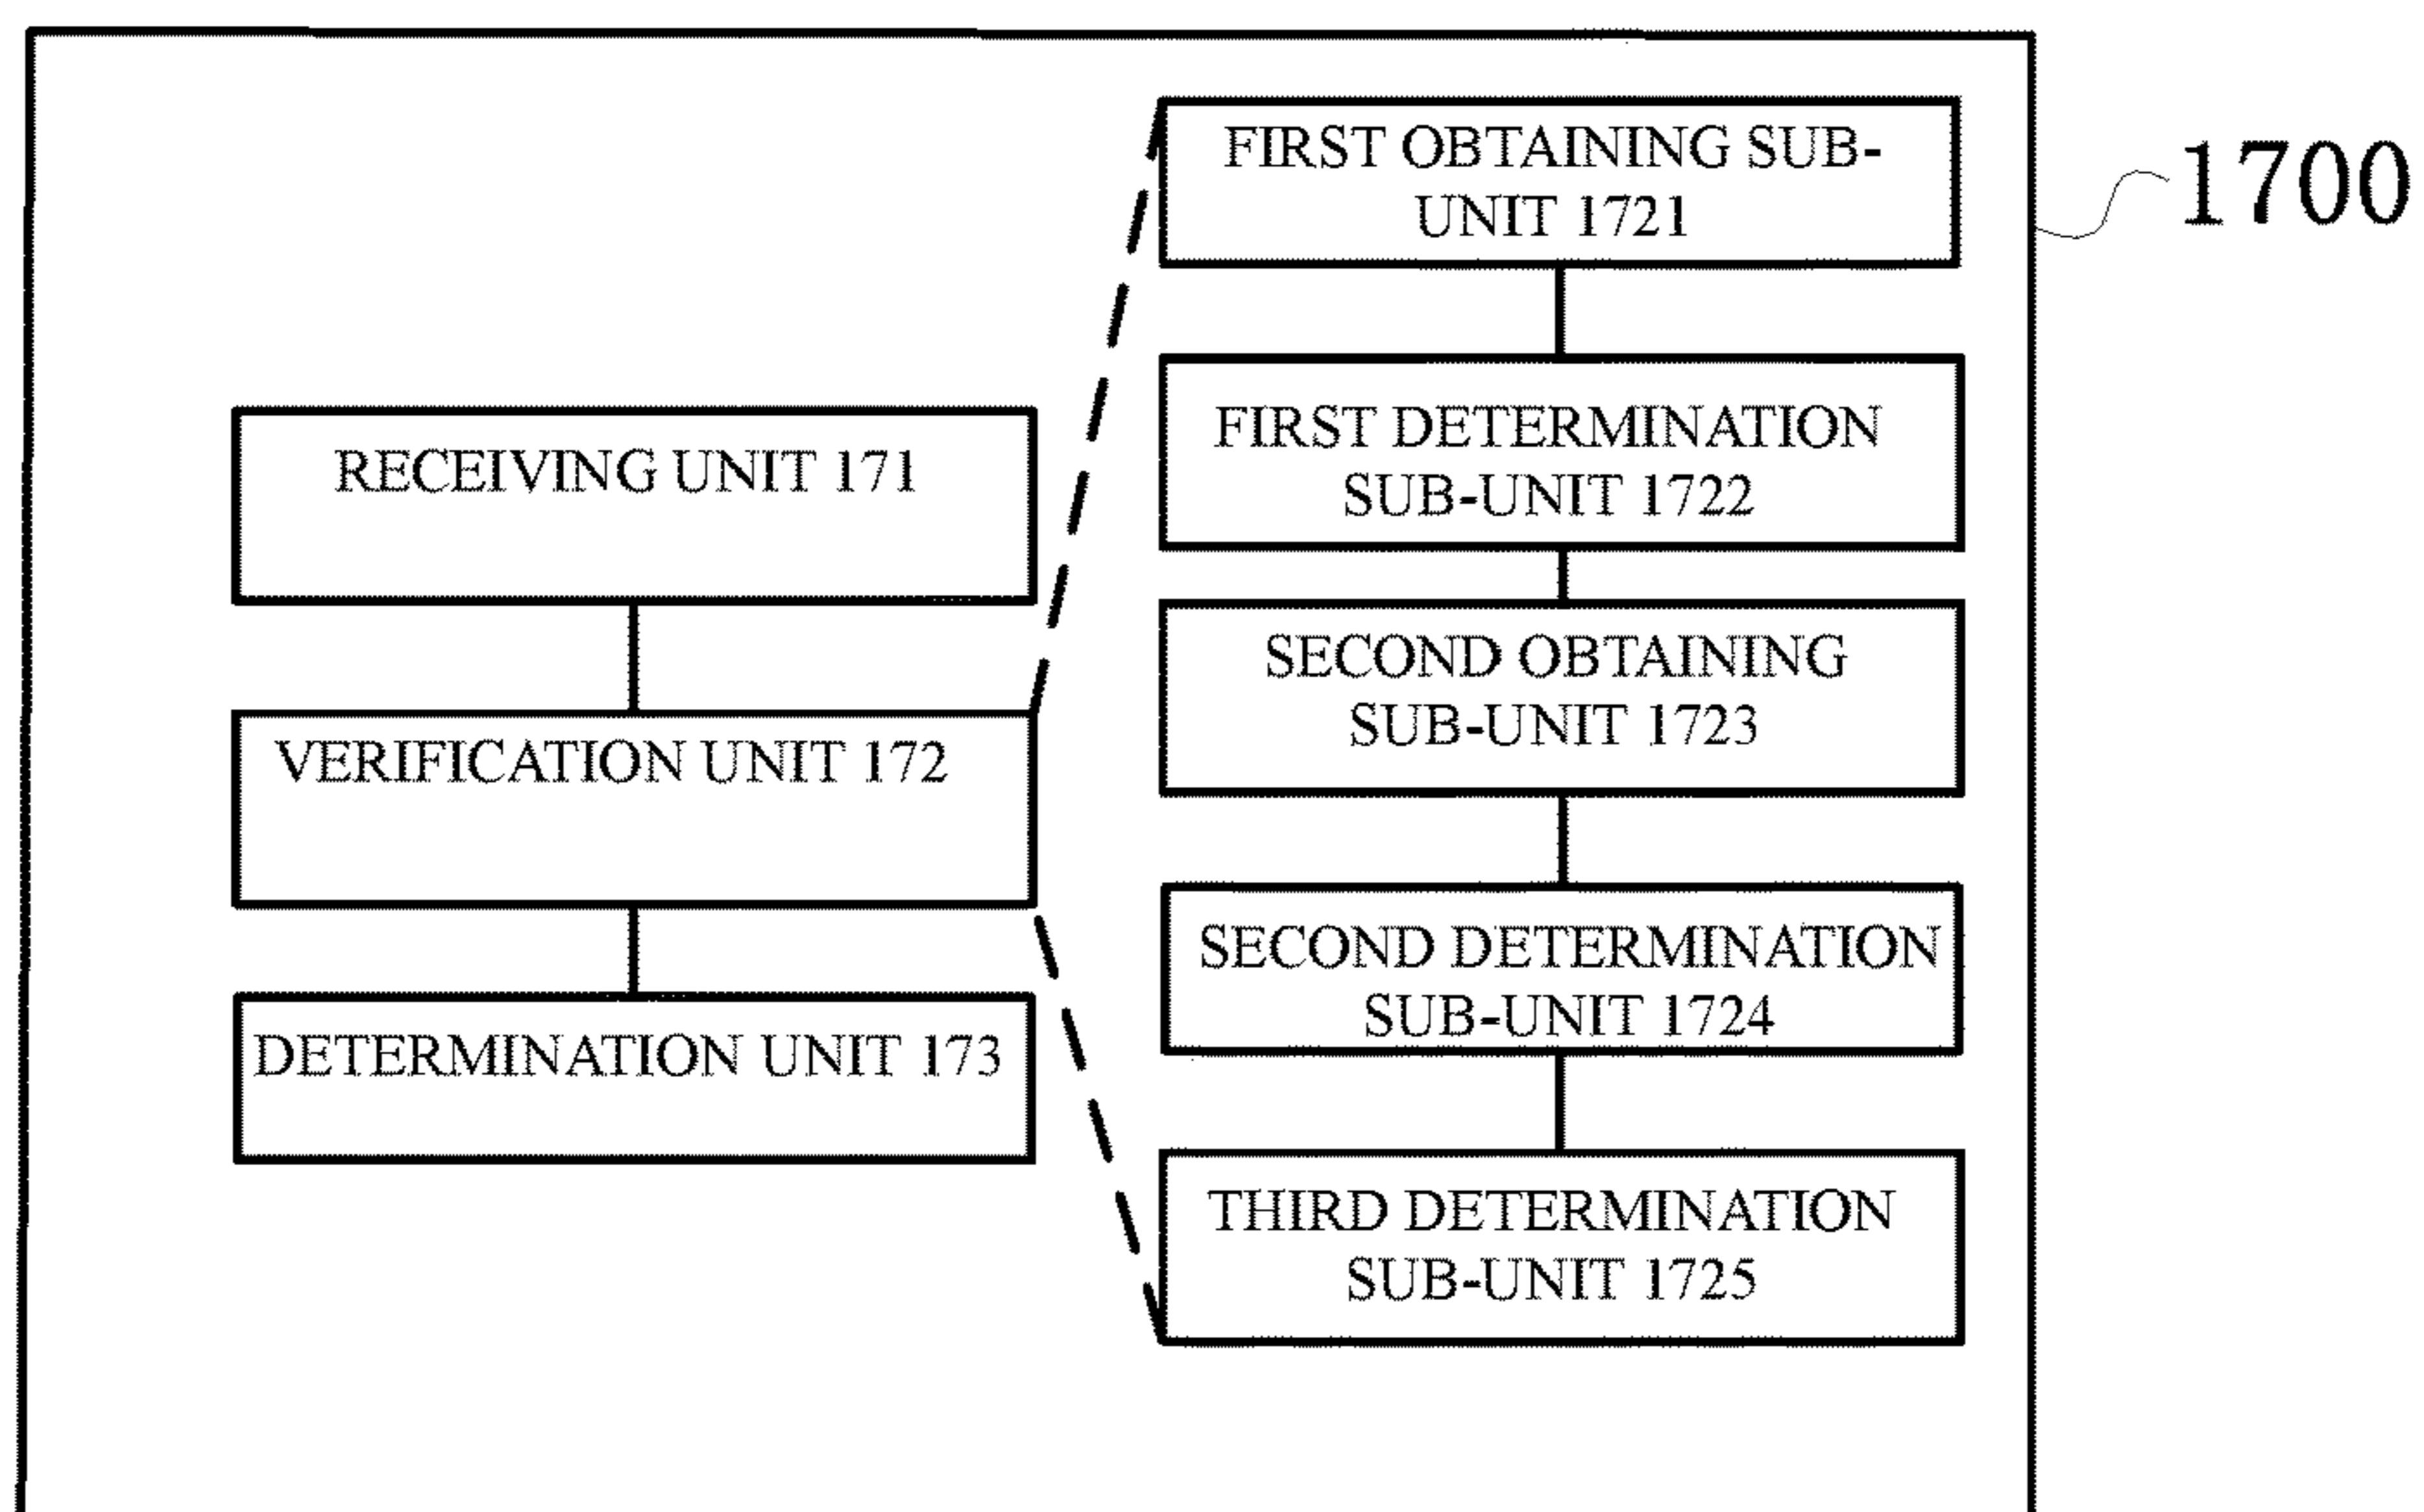 FIRST OBTAINING SUB-
UNIT 1721
1700
FIRST DETERMINATION
SUB-UNIT 1722
RECEIVING UNIT 171
SECOND OBTAINING
SUB-UNIT 1723
VERIFICATION UNIT 172
SECOND DETERMINATION
SUB-UNIT 1724
DETERMINATION UNIT 173
THIRD DETERMINATION
SUB-UNIT 1725